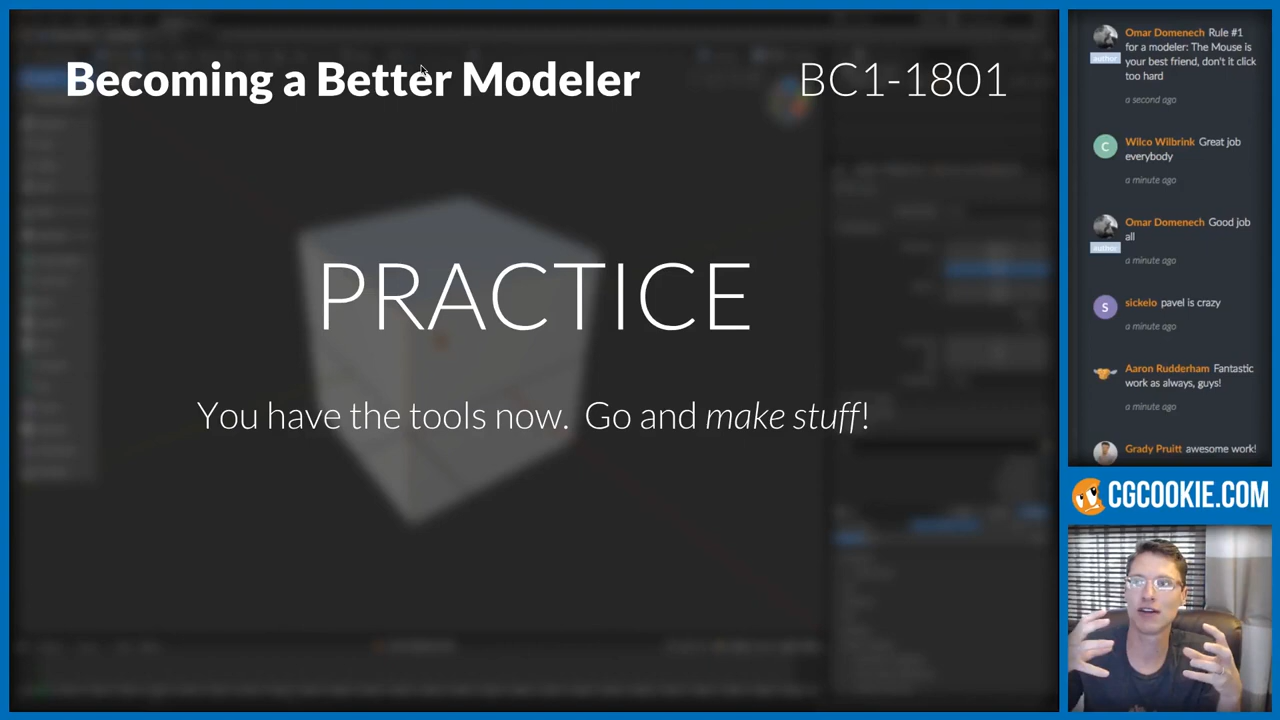 Becoming a Better Modeler
BC1-1801
PRACTICE
You have the tools now. Go and make stuff!
Omar Domenech Rule #1
for a modeler: The Mouse is
your best friend, don't it click
too hard
author
a second ago
C
Wilco Wilbrink Great job
everybody
a minute ago
Omar Domenech Good job
all
author
a minute ago
S
sickelo pavel is crazy
a minute ago
Aaron Rudderham Fantastic
work as always, guys!
a minute ago
Grady Pruitt awesome work!
CGCOOKIE.COM